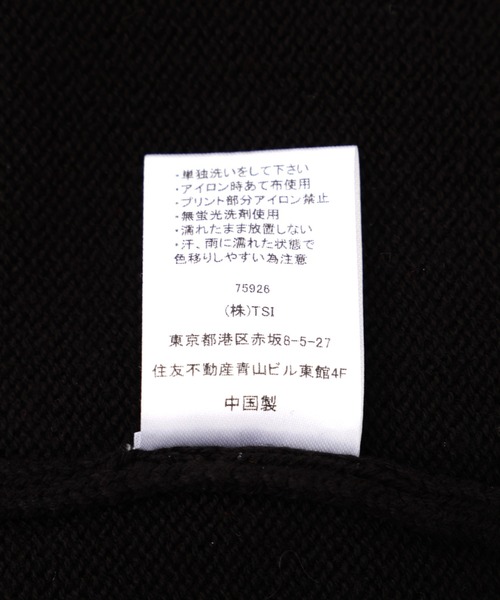 ・単独洗いをして下さい
・アイロン時あて布使用
・プリント部分アイロン禁止
・無蛍光洗剤使用
・濡れたまま放置しない
・汗、雨に濡れた状態で
色移りしやすい為注意
75926
(株)TSI
東京都港区赤坂8-5-27
住友不動産青山ビル東館4F
中国製